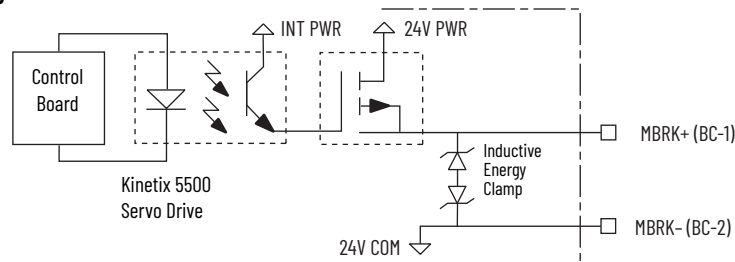 INT PWR
24V PWR
Control
Board
MBRK+ (BC-1)
Inductive
Energy
Clamp
Kinetix 5500
Servo Drive
MBRK- (BC-2)
24V COM